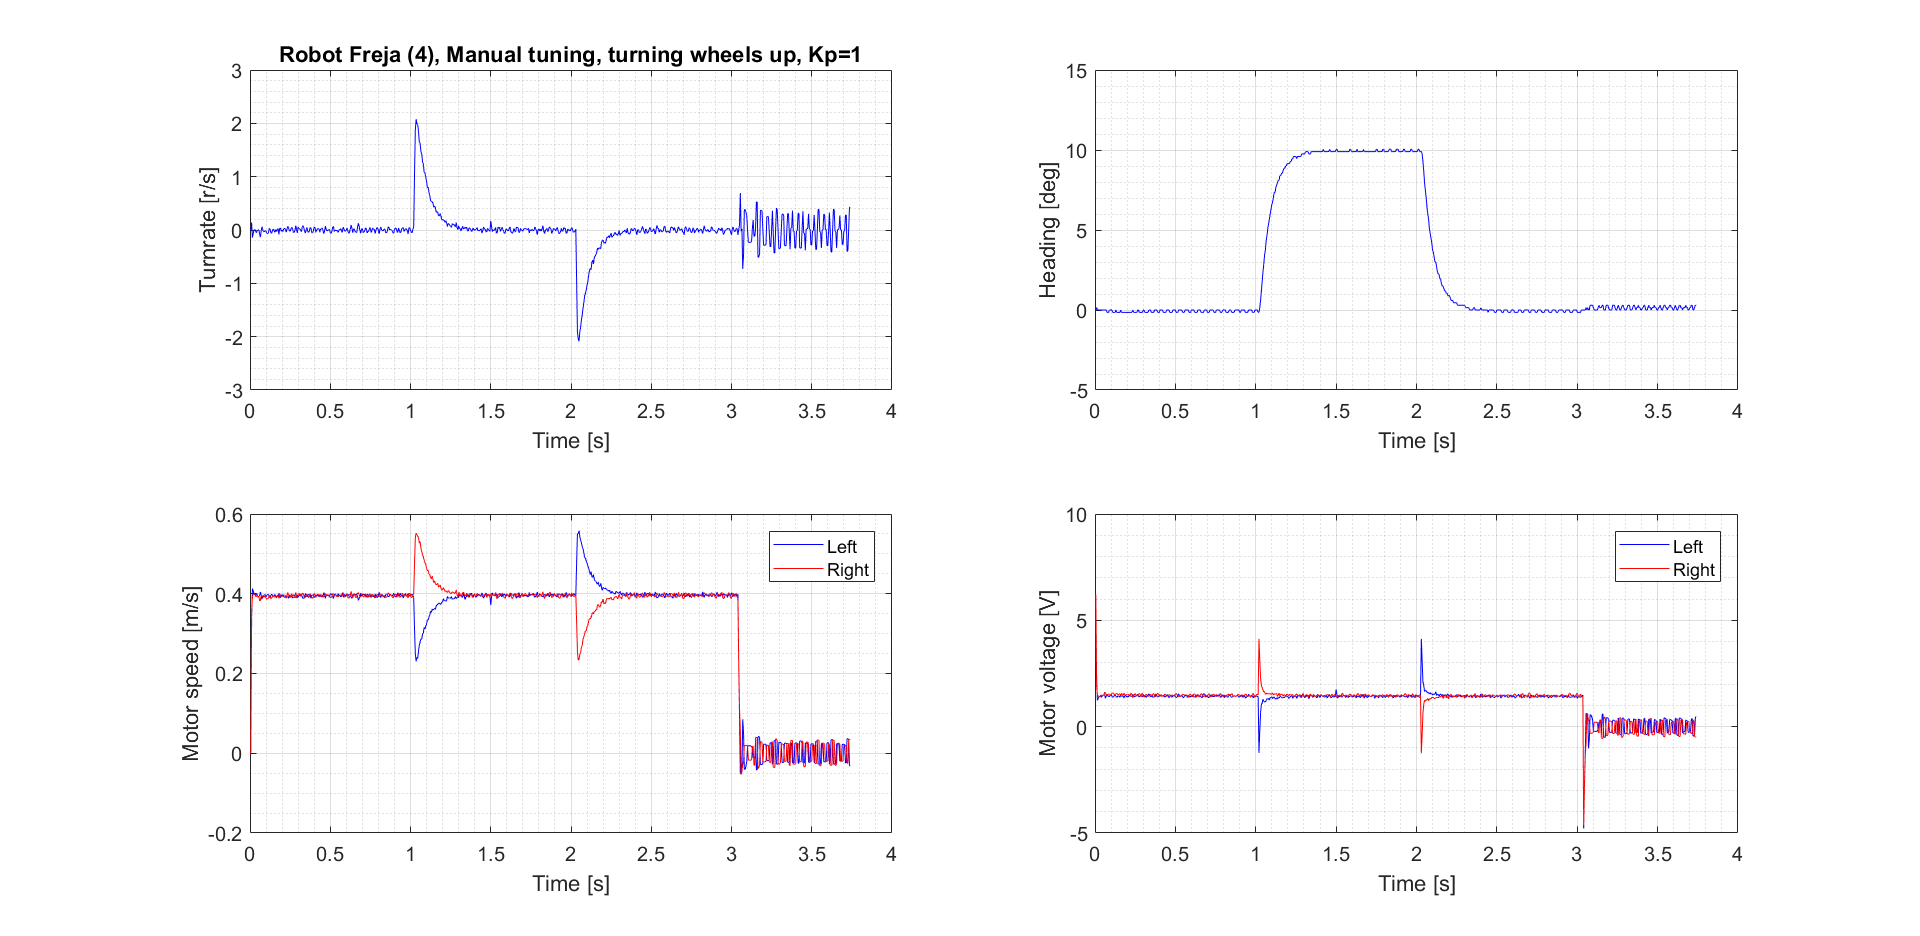 Robot Freja (4), Manual tuning, turning wheels up, Kp=1
3
2
1
0
-1
-2
-3
Turnrate [r/s]
0 0.5 1 1.5 2 2.5 3 3.5 4
Time [s]
15
10
5
0
-5
Heading [deg]
0 0.5 1 1.5 2 2.5 3 3.5 4
Time [s]
0.6
0.4
0.2
0
-0.2
Motor speed [m/s]
Left
Right
0 0.5 1 1.5 2 2.5 3 3.5 4
Time [s]
10
5
0
-5
Motor voltage [V]
Left
Right
0 0.5 1 1.5 2 2.5 3 3.5 4
Time [s]